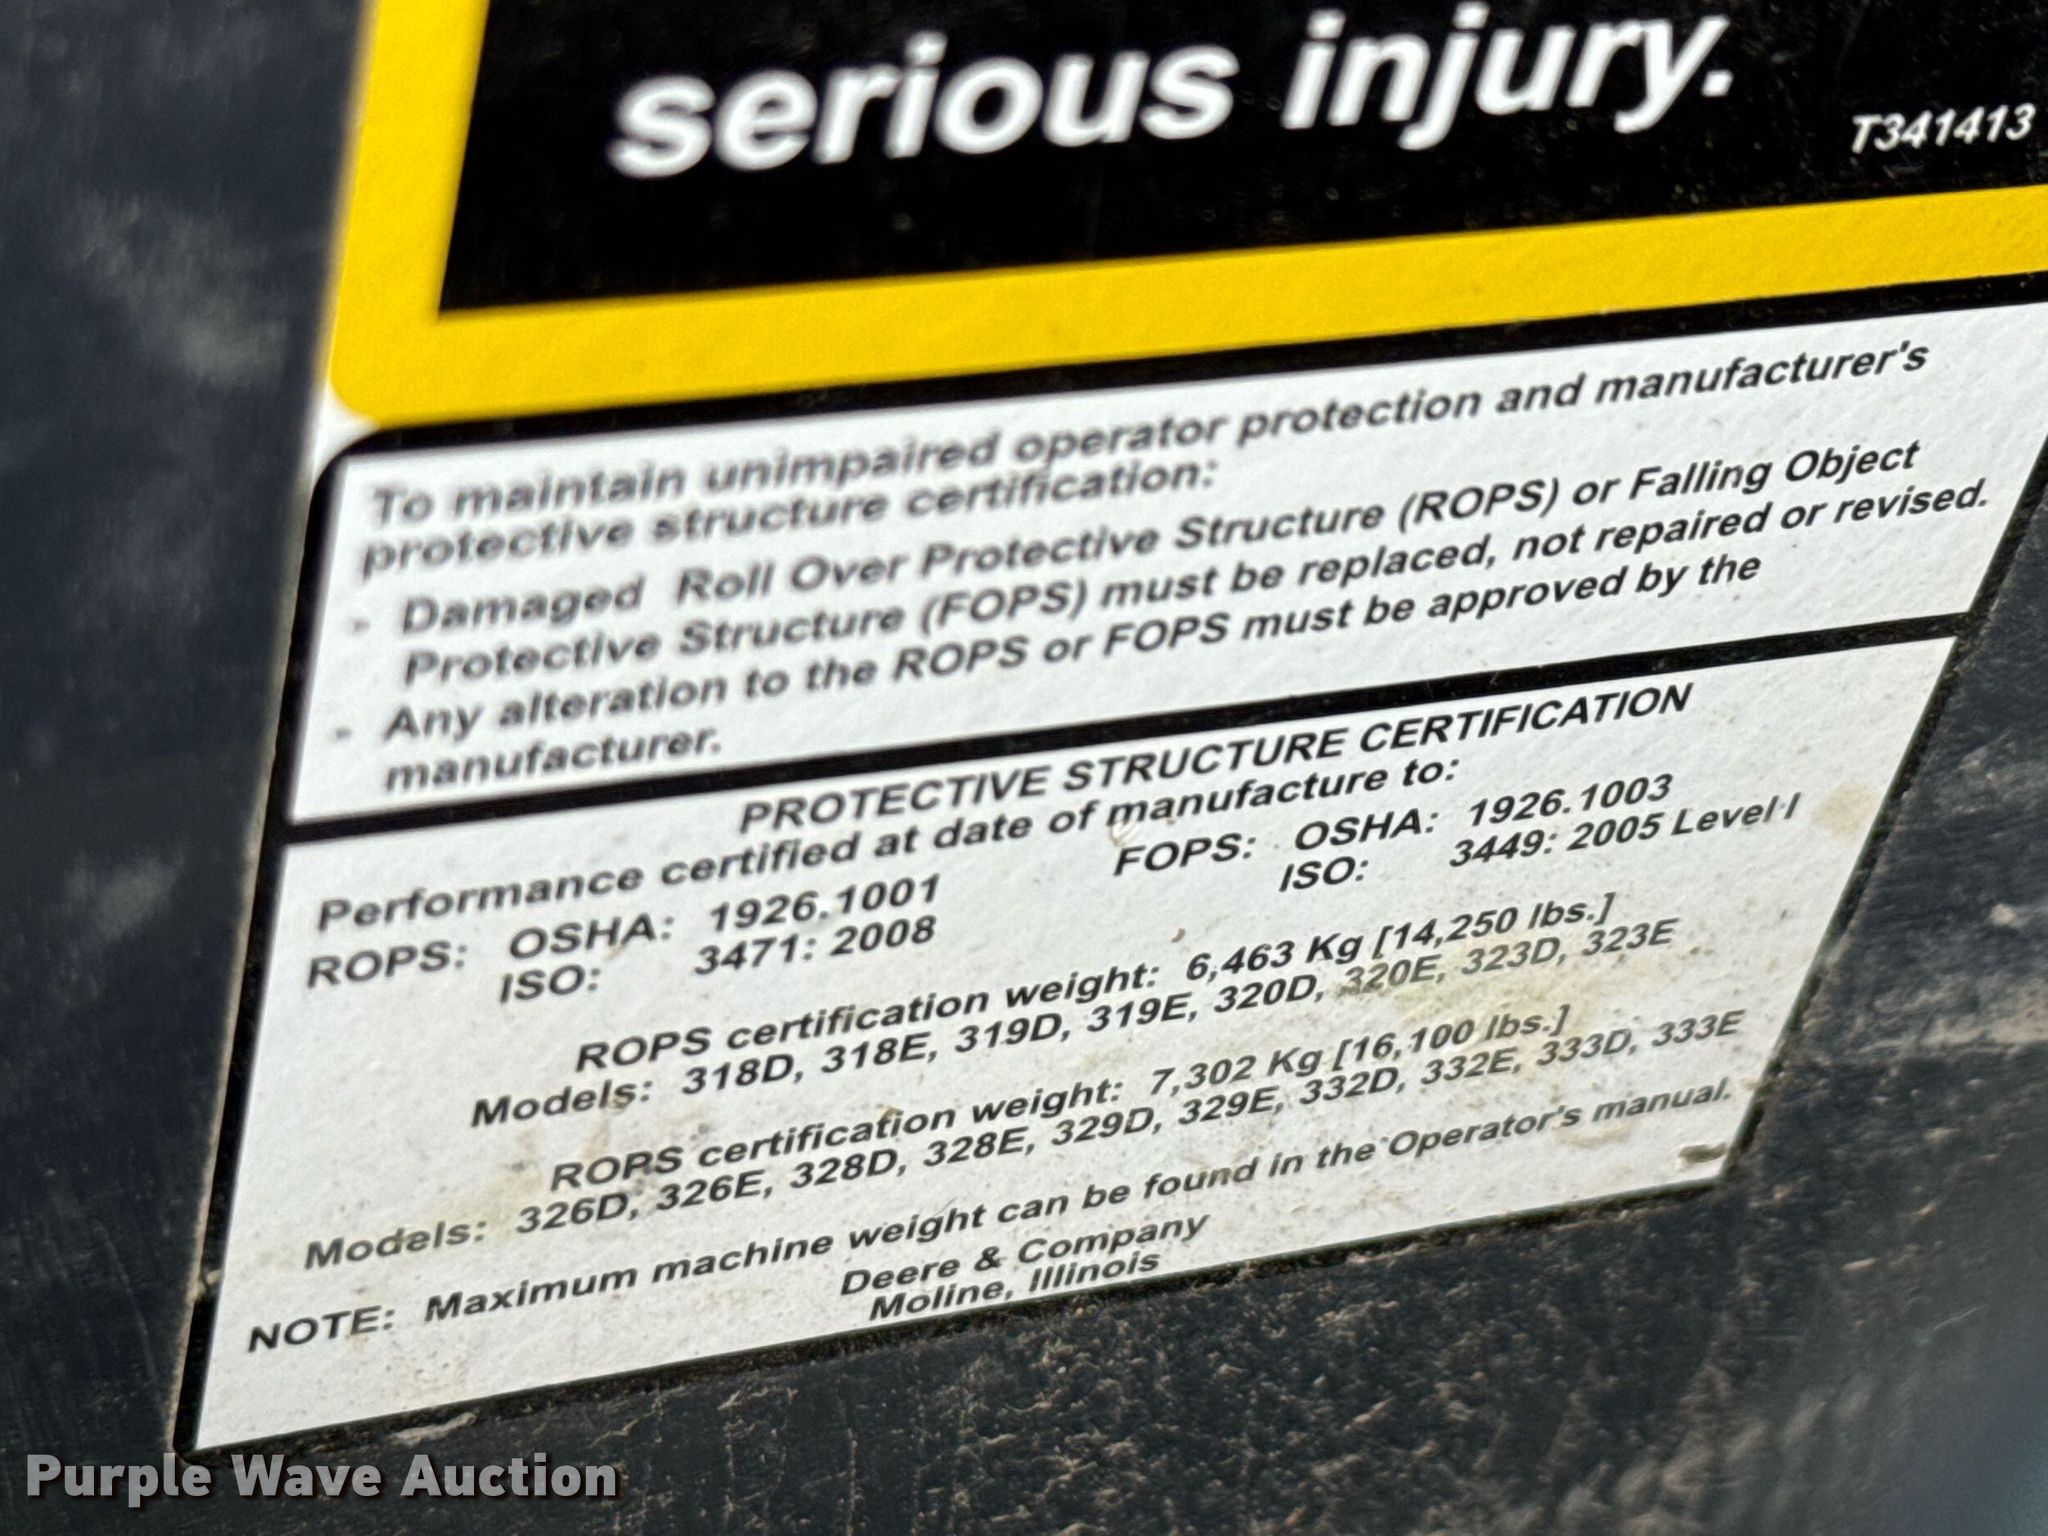 serious injury.
T341413
To maintain unimpaired operator protection and manufacturer's
protective structure certification:
- Damaged Roll Over Protective Structure (ROPS) or Falling Object
Protective Structure (FOPS) must be replaced, not repaired or revised.
- Any alteration to the ROPS or FOPS must be approved by the
manufacturer.
PROTECTIVE STRUCTURE CERTIFICATION
Performance certified at date of manufacture to:
ROPS: OSHA: 1926.1001 FOPS: OSHA: 1926.1003
ISO: 3471: 2008 ISO: 3449: 2005 Level I
ROPS certification weight: 6,463 Kg [14,250 lbs.]
Models: 318D, 318E, 319D, 319E, 320D, 320E, 323D, 323E
ROPS certification weight: 7,302 Kg [16,100 lbs.]
Models: 326D, 326E, 328D, 328E, 329D, 329E, 332D, 332E, 333D, 333E
NOTE: Maximum machine weight can be found in the Operator's manual.
Deere & Company
Moline, Illinois
Purple Wave Auction